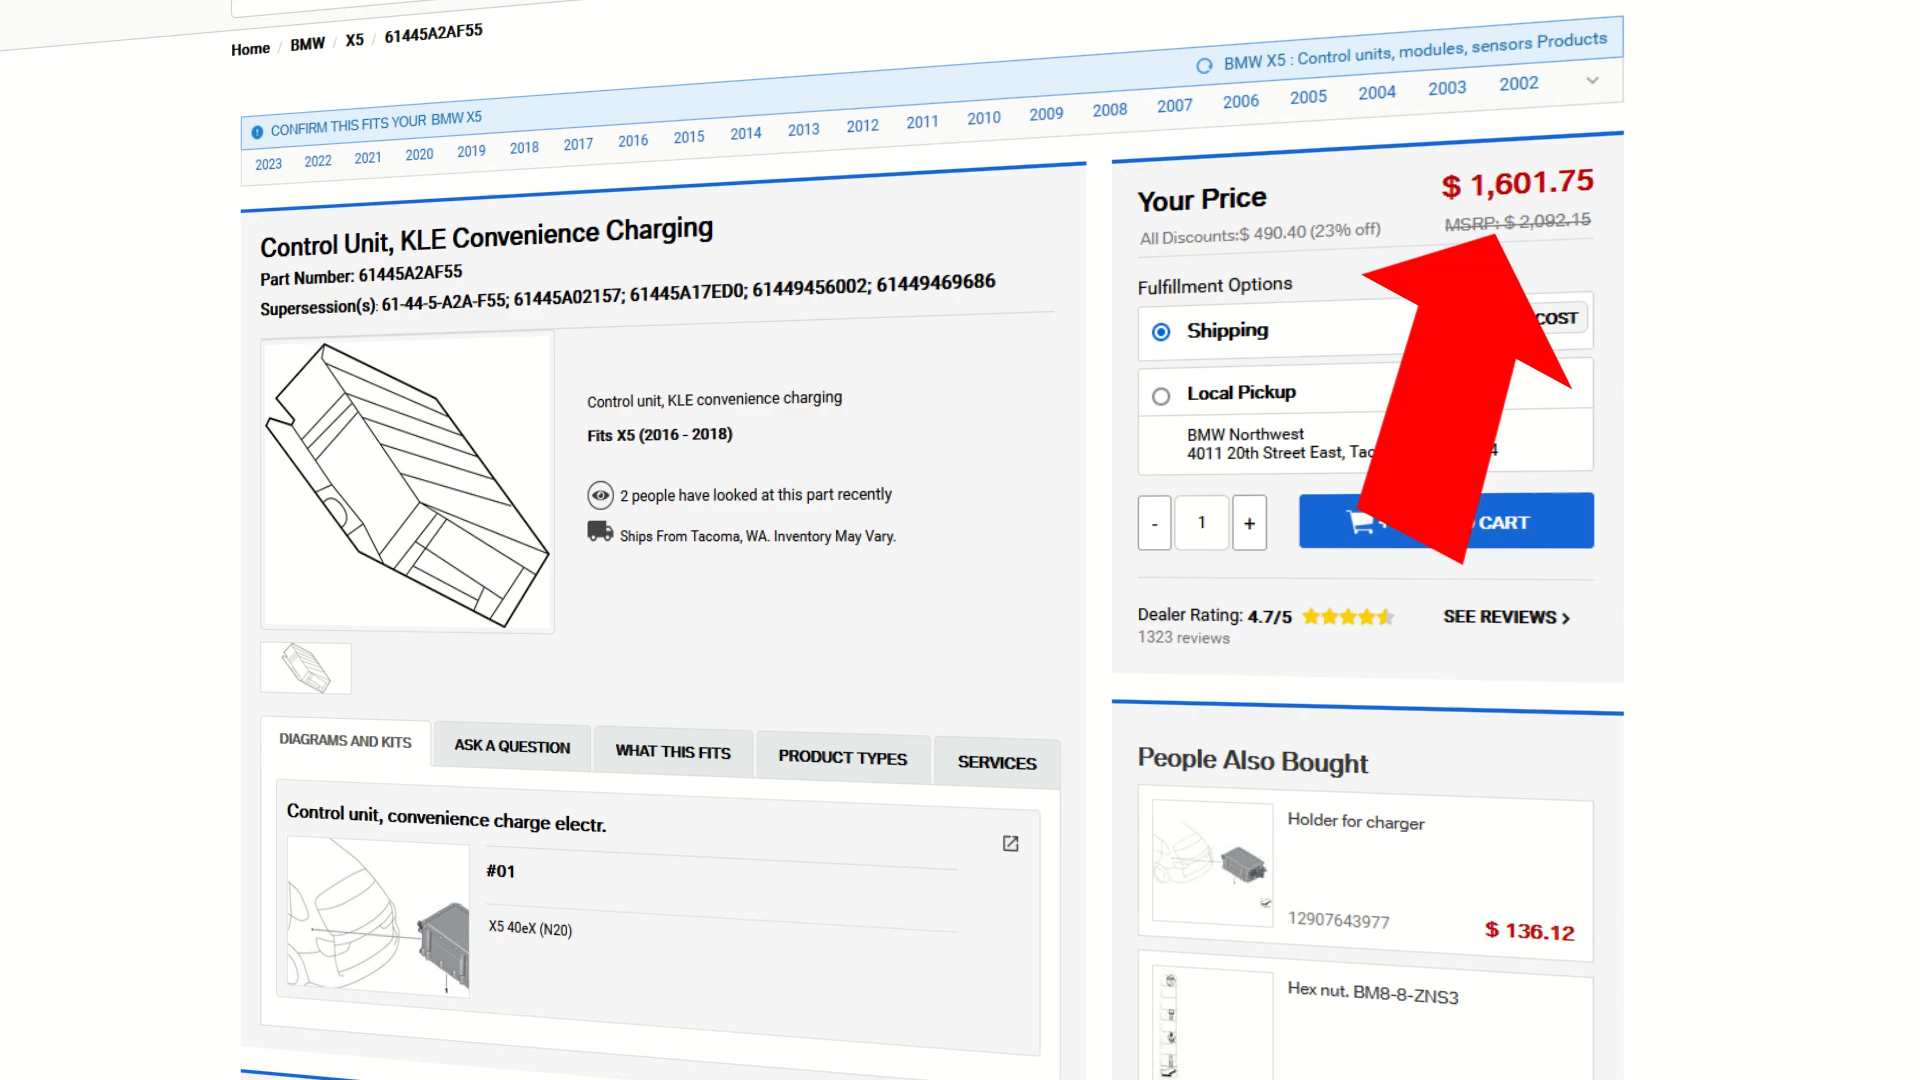 Home / BMW / X5 / 61445A2AF55
CONFIRM THIS FITS YOUR BMW X5
BMW X5 : Control units, modules, sensors Products
2023 2022 2021 2020 2019 2018 2017 2016 2015 2014 2013 2012 2011 2010 2009 2008 2007 2006 2005 2004 2003 2002
Control Unit, KLE Convenience Charging
Part Number: 61445A2AF55
Supersession(s): 61-44-5-A2A-F55; 61445A02157; 61445A17ED0; 61449456002; 61449469686
Control unit, KLE convenience charging
Fits X5 (2016 - 2018)
2 people have looked at this part recently
Ships From Tacoma, WA. Inventory May Vary.
DIAGRAMS AND KITS
ASK A QUESTION
WHAT THIS FITS
PRODUCT TYPES
SERVICES
Control unit, convenience charge electr.
#01
X5 40eX (N20)
1
Your Price
$ 1,601.75
All Discounts:$ 490.40 (23% off)
MSRP: $ 2,092.15
Fulfillment Options
Shipping
COST
Local Pickup
BMW Northwest
4011 20th Street East,
- 1 +
CART
Dealer Rating: 4.7/5
SEE REVIEWS >
1323 reviews
People Also Bought
Holder for charger
12907643977
$ 136.12
Hex nut. BM8-8-ZNS3